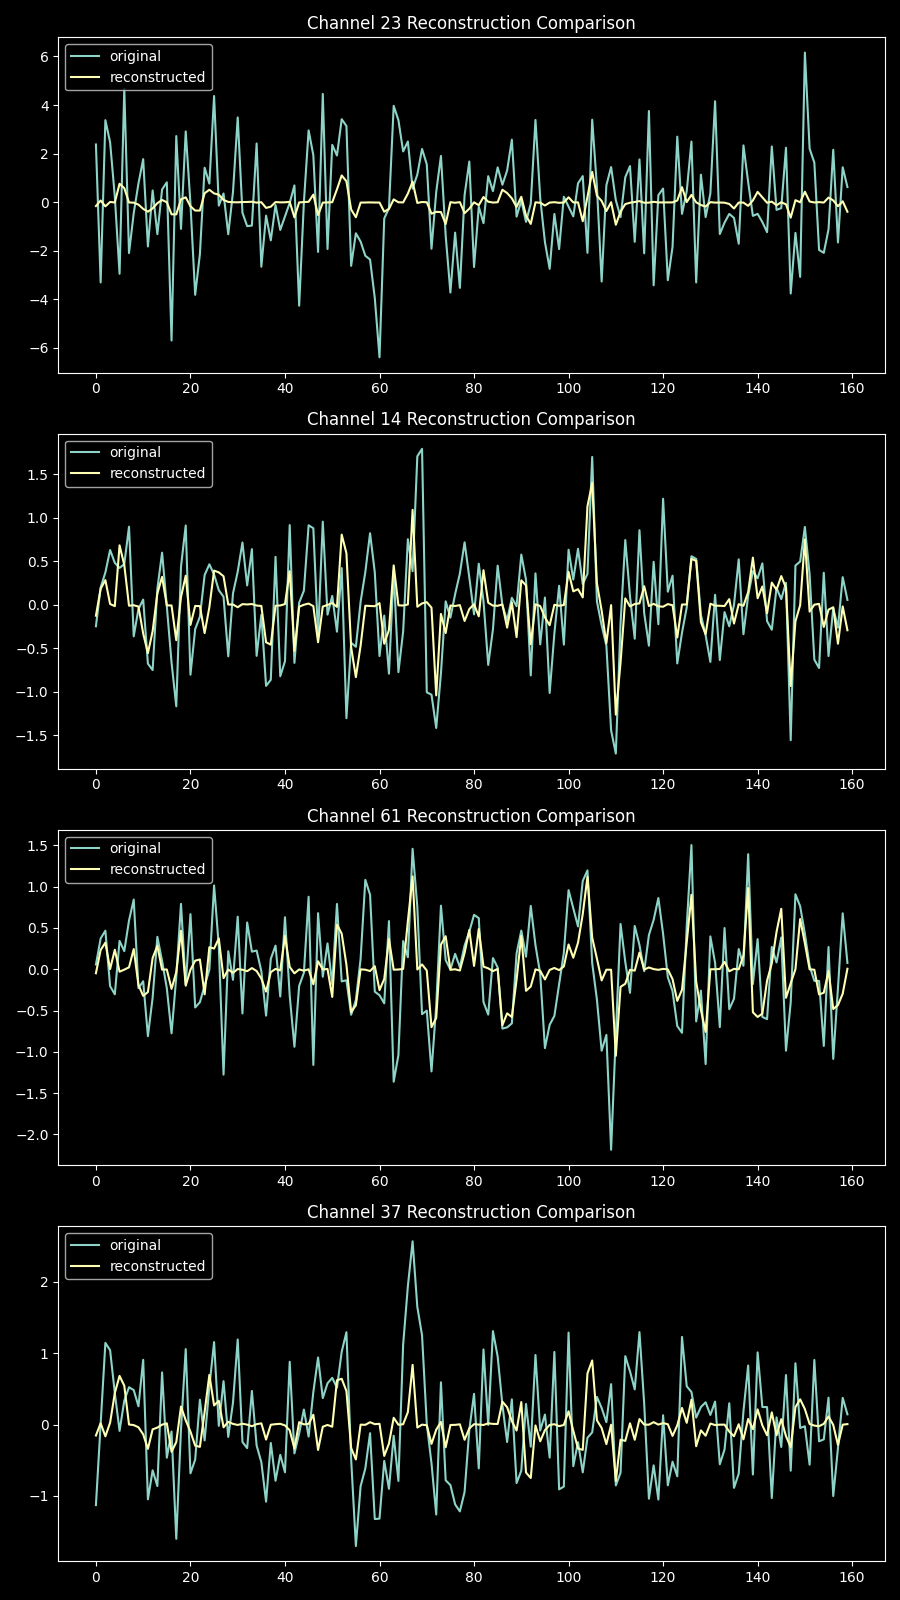 Channel 23 Reconstruction Comparison
original
reconstructed
6
4
2
0
−2
−4
−6
0 20 40 60 80 100 120 140 160
Channel 14 Reconstruction Comparison
original
reconstructed
1.5
1.0
0.5
0.0
−0.5
−1.0
−1.5
0 20 40 60 80 100 120 140 160
Channel 61 Reconstruction Comparison
original
reconstructed
1.5
1.0
0.5
0.0
−0.5
−1.0
−1.5
−2.0
0 20 40 60 80 100 120 140 160
Channel 37 Reconstruction Comparison
original
reconstructed
2
1
0
−1
0 20 40 60 80 100 120 140 160